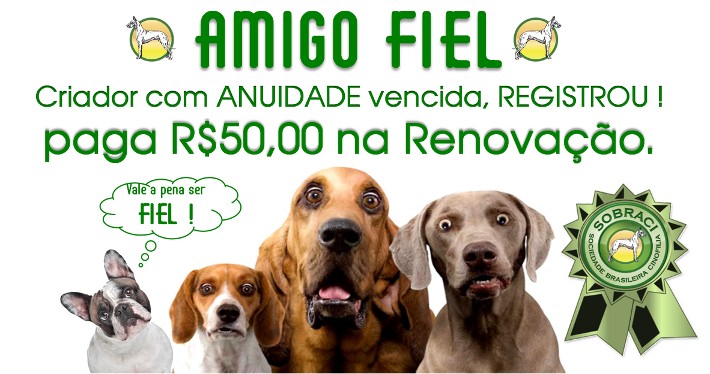 AMIGO FIEL
Criador com ANUIDADE vencida, REGISTROU !
paga R$50,00 na Renovação.
Vale a pena ser
FIEL !
SOBRACI
SOCIEDADE BRASILEIRA CINOFILIA